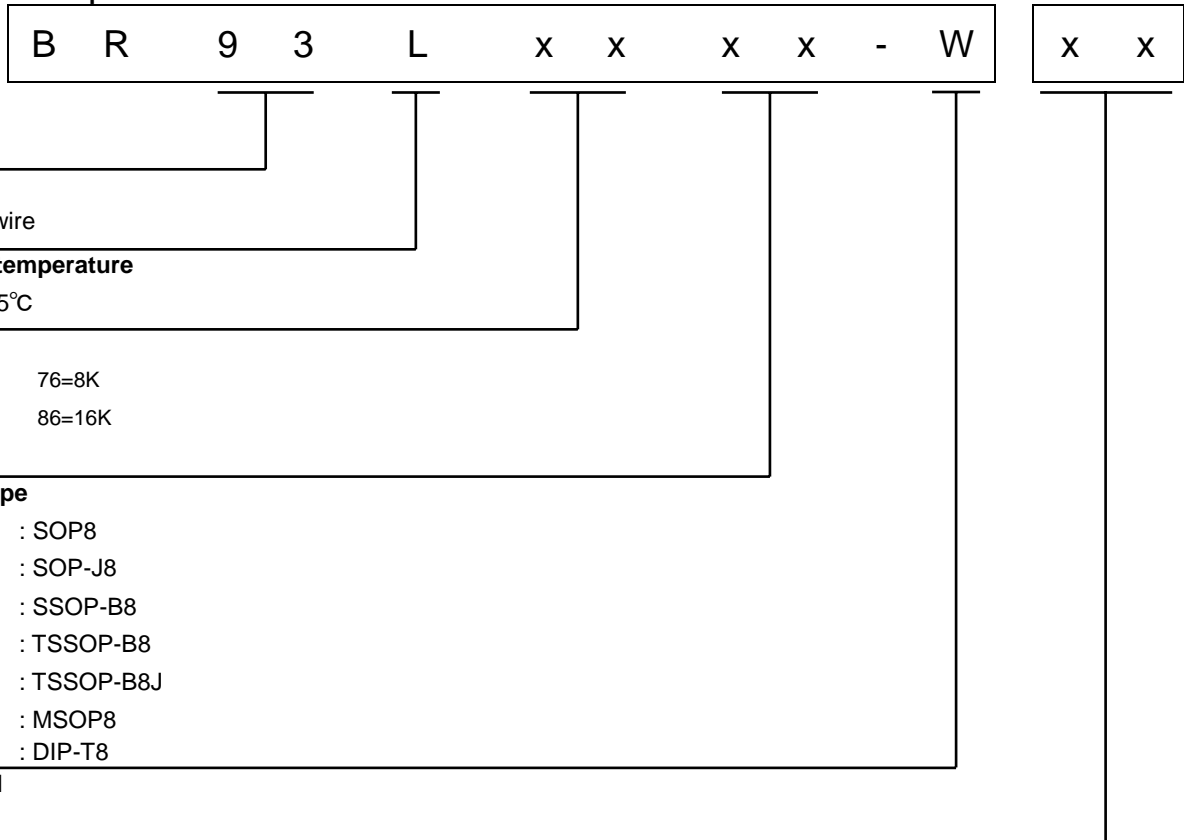 B R 9 3 L x x x x - W x x
wire
temperature
5℃
76=8K
86=16K
pe
: SOP8
: SOP-J8
: SSOP-B8
: TSSOP-B8
: TSSOP-B8J
: MSOP8
: DIP-T8